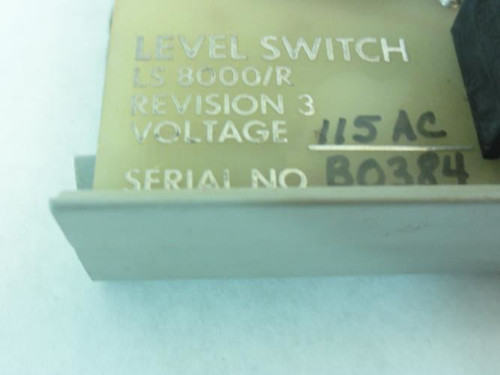 LEVEL SWITCH
LS 8000/R
REVISION 3
VOLTAGE 115 AC
SERIAL NO B0384